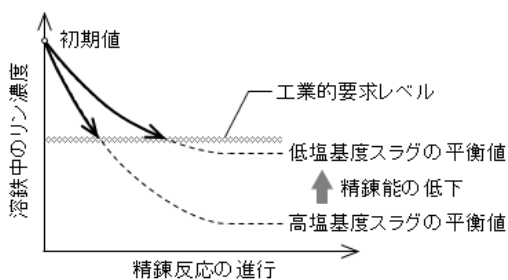 初期値
溶鉄中のリン濃度
工業的要求レベル
低塩基度スラグの平衡値
精錬能の低下
高塩基度スラグの平衡値
精錬反応の進行